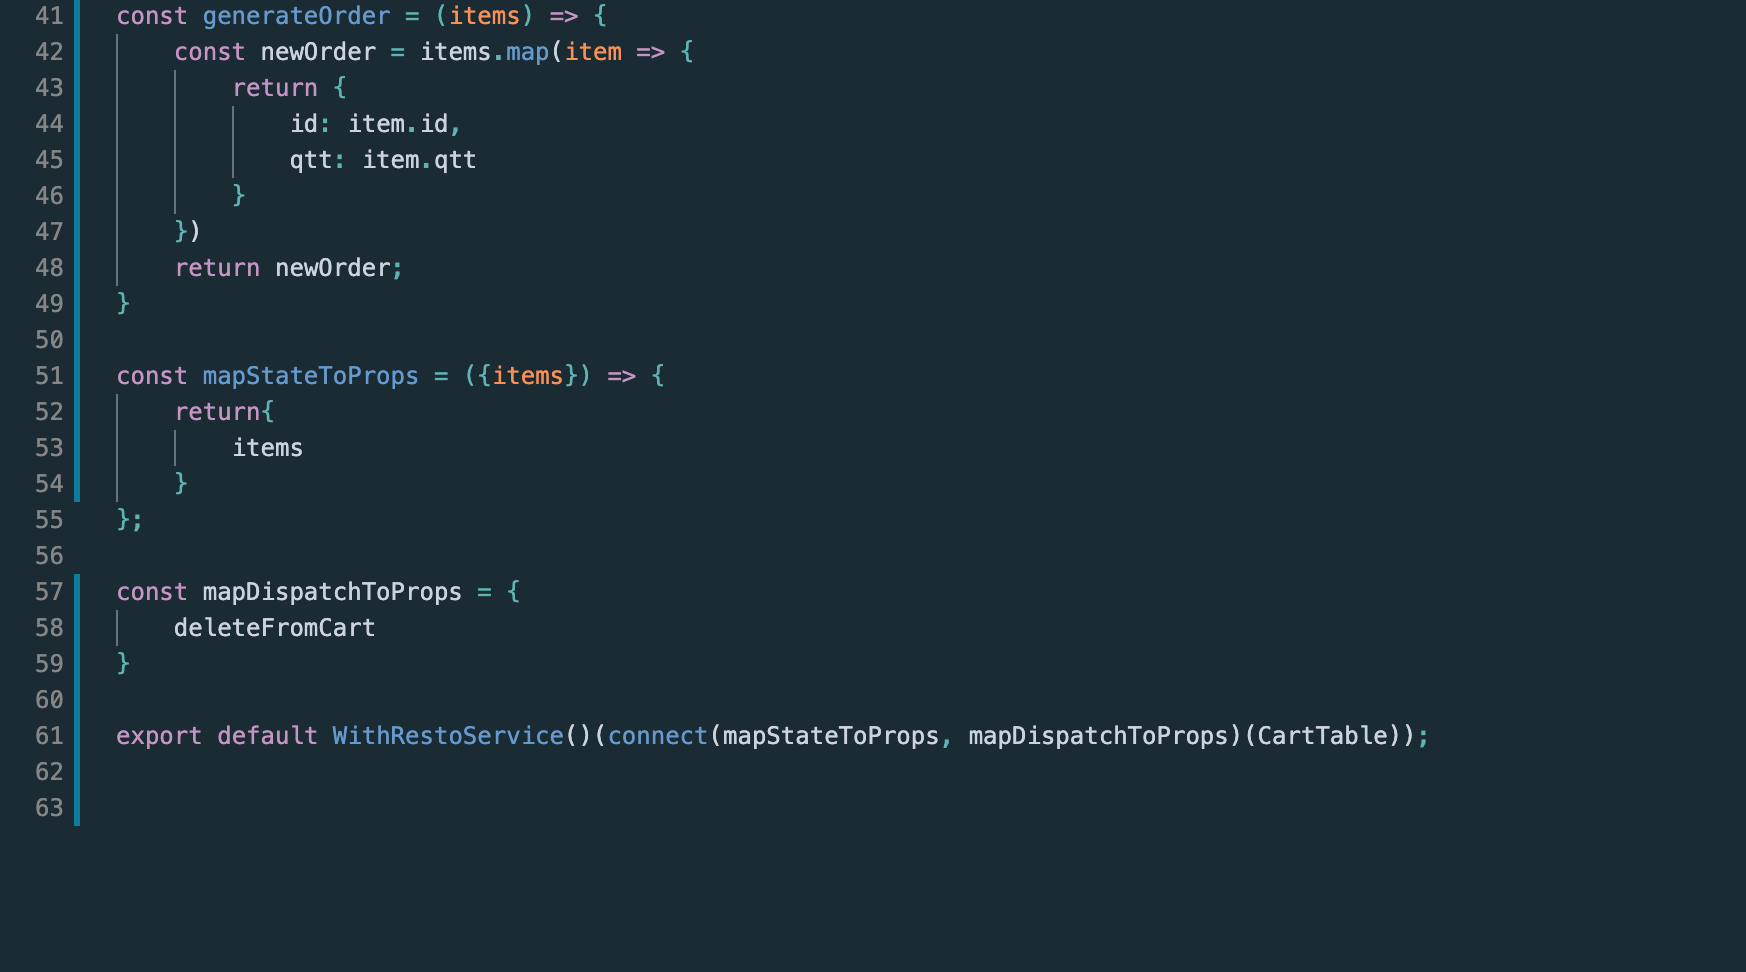 41 const generateOrder = (items) => {
42     const newOrder = items.map(item => {
43         return {
44             id: item.id,
45             qtt: item.qtt
46         }
47     })
48     return newOrder;
49 }
50
51 const mapStateToProps = ({items}) => {
52     return{
53         items
54     }
55 };
56
57 const mapDispatchToProps = {
58     deleteFromCart
59 }
60
61 export default WithRestoService()(connect(mapStateToProps, mapDispatchToProps)(CartTable));
62
63